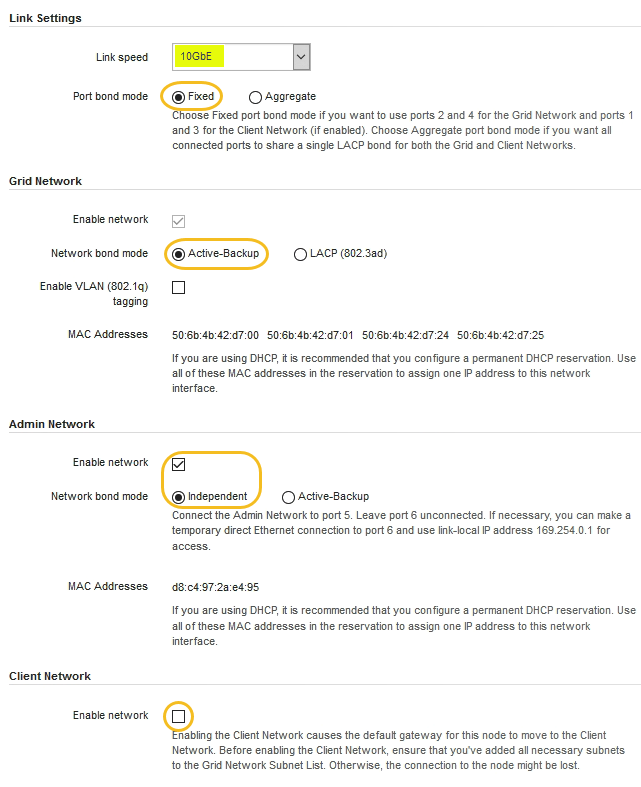 Link Settings
Link speed 10GbE
Port bond mode Fixed Aggregate
Choose Fixed port bond mode if you want to use ports 2 and 4 for the Grid Network and ports 1
and 3 for the Client Network (if enabled). Choose Aggregate port bond mode if you want all
connected ports to share a single LACP bond for both the Grid and Client Networks.
Grid Network
Enable network
Network bond mode Active-Backup LACP (802.3ad)
Enable VLAN (802.1q)
tagging
MAC Addresses 50:6b:4b:42:d7:00 50:6b:4b:42:d7:01 50:6b:4b:42:d7:24 50:6b:4b:42:d7:25
If you are using DHCP, it is recommended that you configure a permanent DHCP reservation. Use
all of these MAC addresses in the reservation to assign one IP address to this network
interface.
Admin Network
Enable network
Network bond mode Independent Active-Backup
Connect the Admin Network to port 5. Leave port 6 unconnected. If necessary, you can make a
temporary direct Ethernet connection to port 6 and use link-local IP address 169.254.0.1 for
access.
MAC Addresses d8:c4:97:2a:e4:95
If you are using DHCP, it is recommended that you configure a permanent DHCP reservation. Use
all of these MAC addresses in the reservation to assign one IP address to this network
interface.
Client Network
Enable network
Enabling the Client Network causes the default gateway for this node to move to the Client
Network. Before enabling the Client Network, ensure that you've added all necessary subnets
to the Grid Network Subnet List. Otherwise, the connection to the node might be lost.